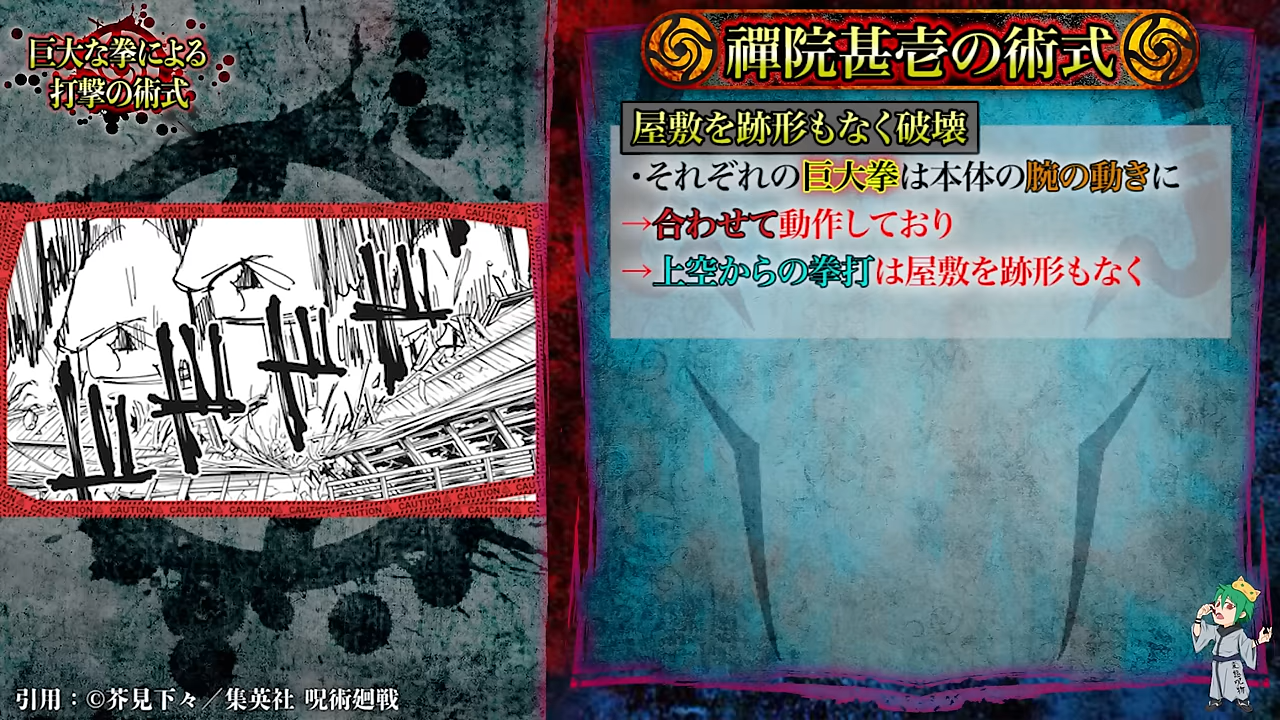 巨大な拳による
打撃の術式
禪院甚壱の術式
屋敷を跡形もなく破壊
・それぞれの巨大拳は本体の腕の動きに
→合わせて動作しており
→上空からの拳打は屋敷を跡形もなく
引用:©芥見下々/集英社 呪術廻戦